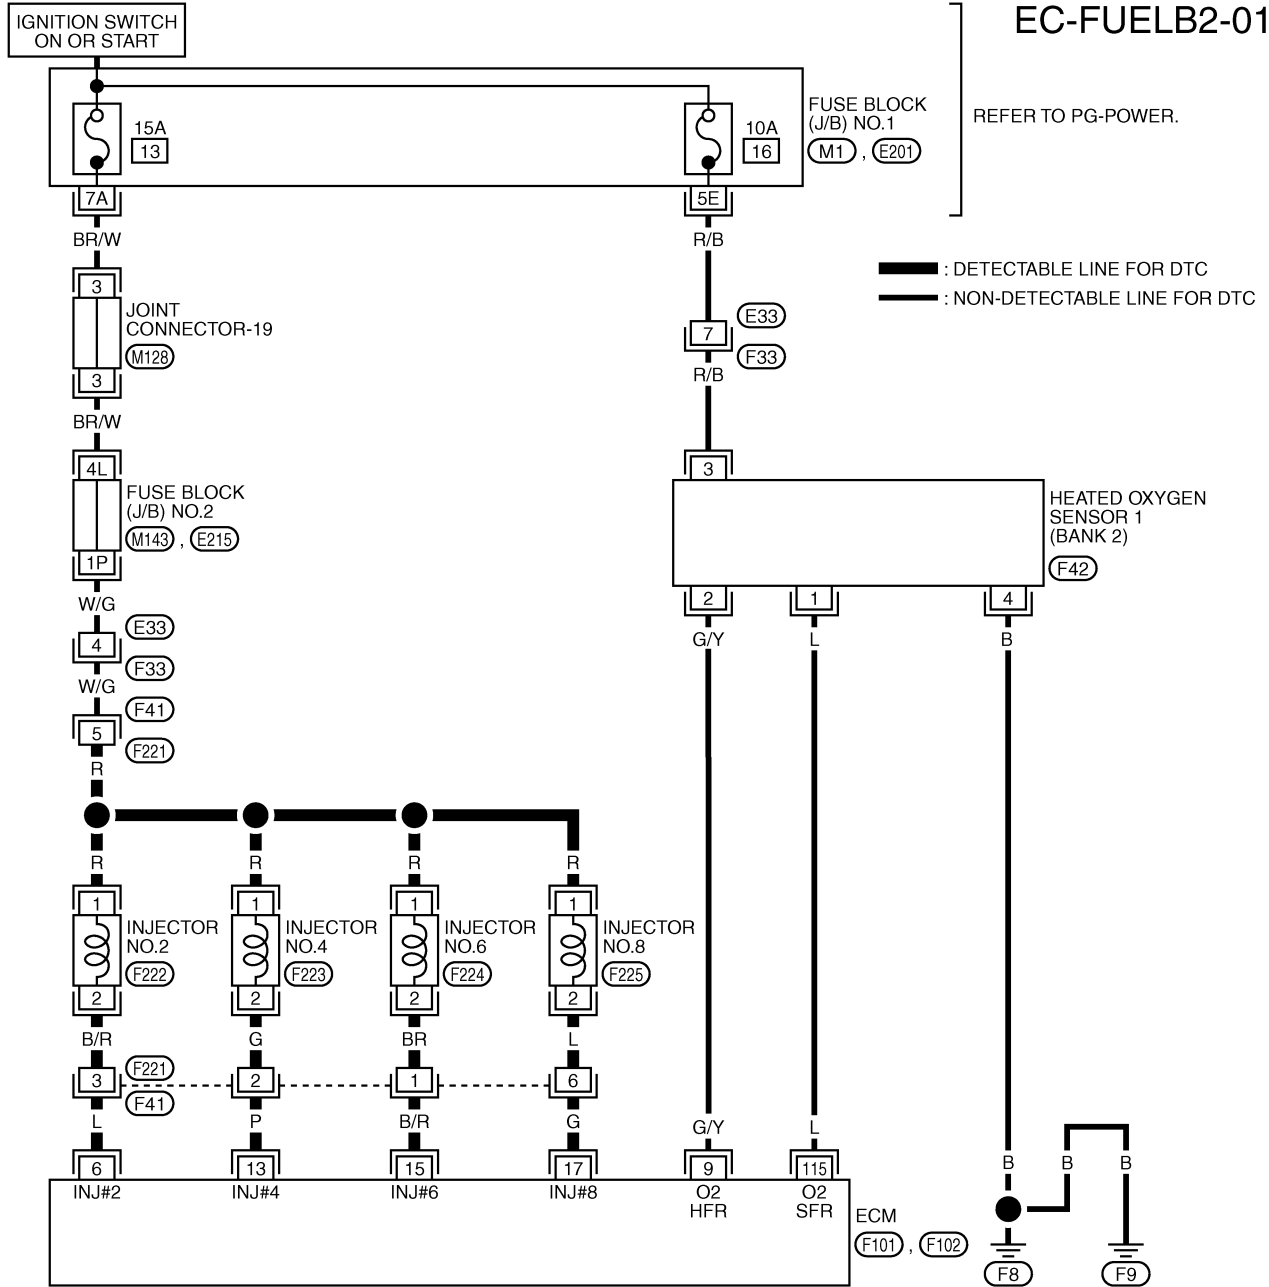 IGNITION SWITCH
ON OR START
EC-FUELB2-01
FUSE BLOCK
(J/B) NO.1
M1 , E201
REFER TO PG-POWER.
15A
13
10A
16
7A
5E
BR/W
R/B
: DETECTABLE LINE FOR DTC
: NON-DETECTABLE LINE FOR DTC
3
JOINT
CONNECTOR-19
M128
3
E33
7
F33
R/B
BR/W
4L
FUSE BLOCK
(J/B) NO.2
M143 , E215
1P
3
HEATED OXYGEN
SENSOR 1
(BANK 2)
F42
2
1
4
W/G
E33
4
F33
W/G
F41
5
F221
R
G/Y
L
B
R
R
R
R
1
1
1
1
INJECTOR
NO.2
F222
INJECTOR
NO.4
F223
INJECTOR
NO.6
F224
INJECTOR
NO.8
F225
2
2
2
2
B/R
G
BR
L
F221
3
2
1
6
F41
L
P
B/R
G
G/Y
L
6
13
15
17
9
115
INJ#2
INJ#4
INJ#6
INJ#8
O2
HFR
O2
SFR
ECM
F101 , F102
B
B
B
F8
F9